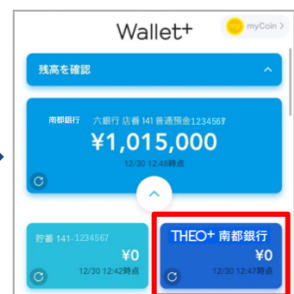 Wallet+
myCoin >
残高を確認
南都銀行 六銀行 店番 141 普通預金1234567
¥1,015,000
12/30 12:48時点
貯蓄 141-1234567
¥0
12/30 12:42時点
THEO+ 南都銀行
¥0
12/30 12:47時点